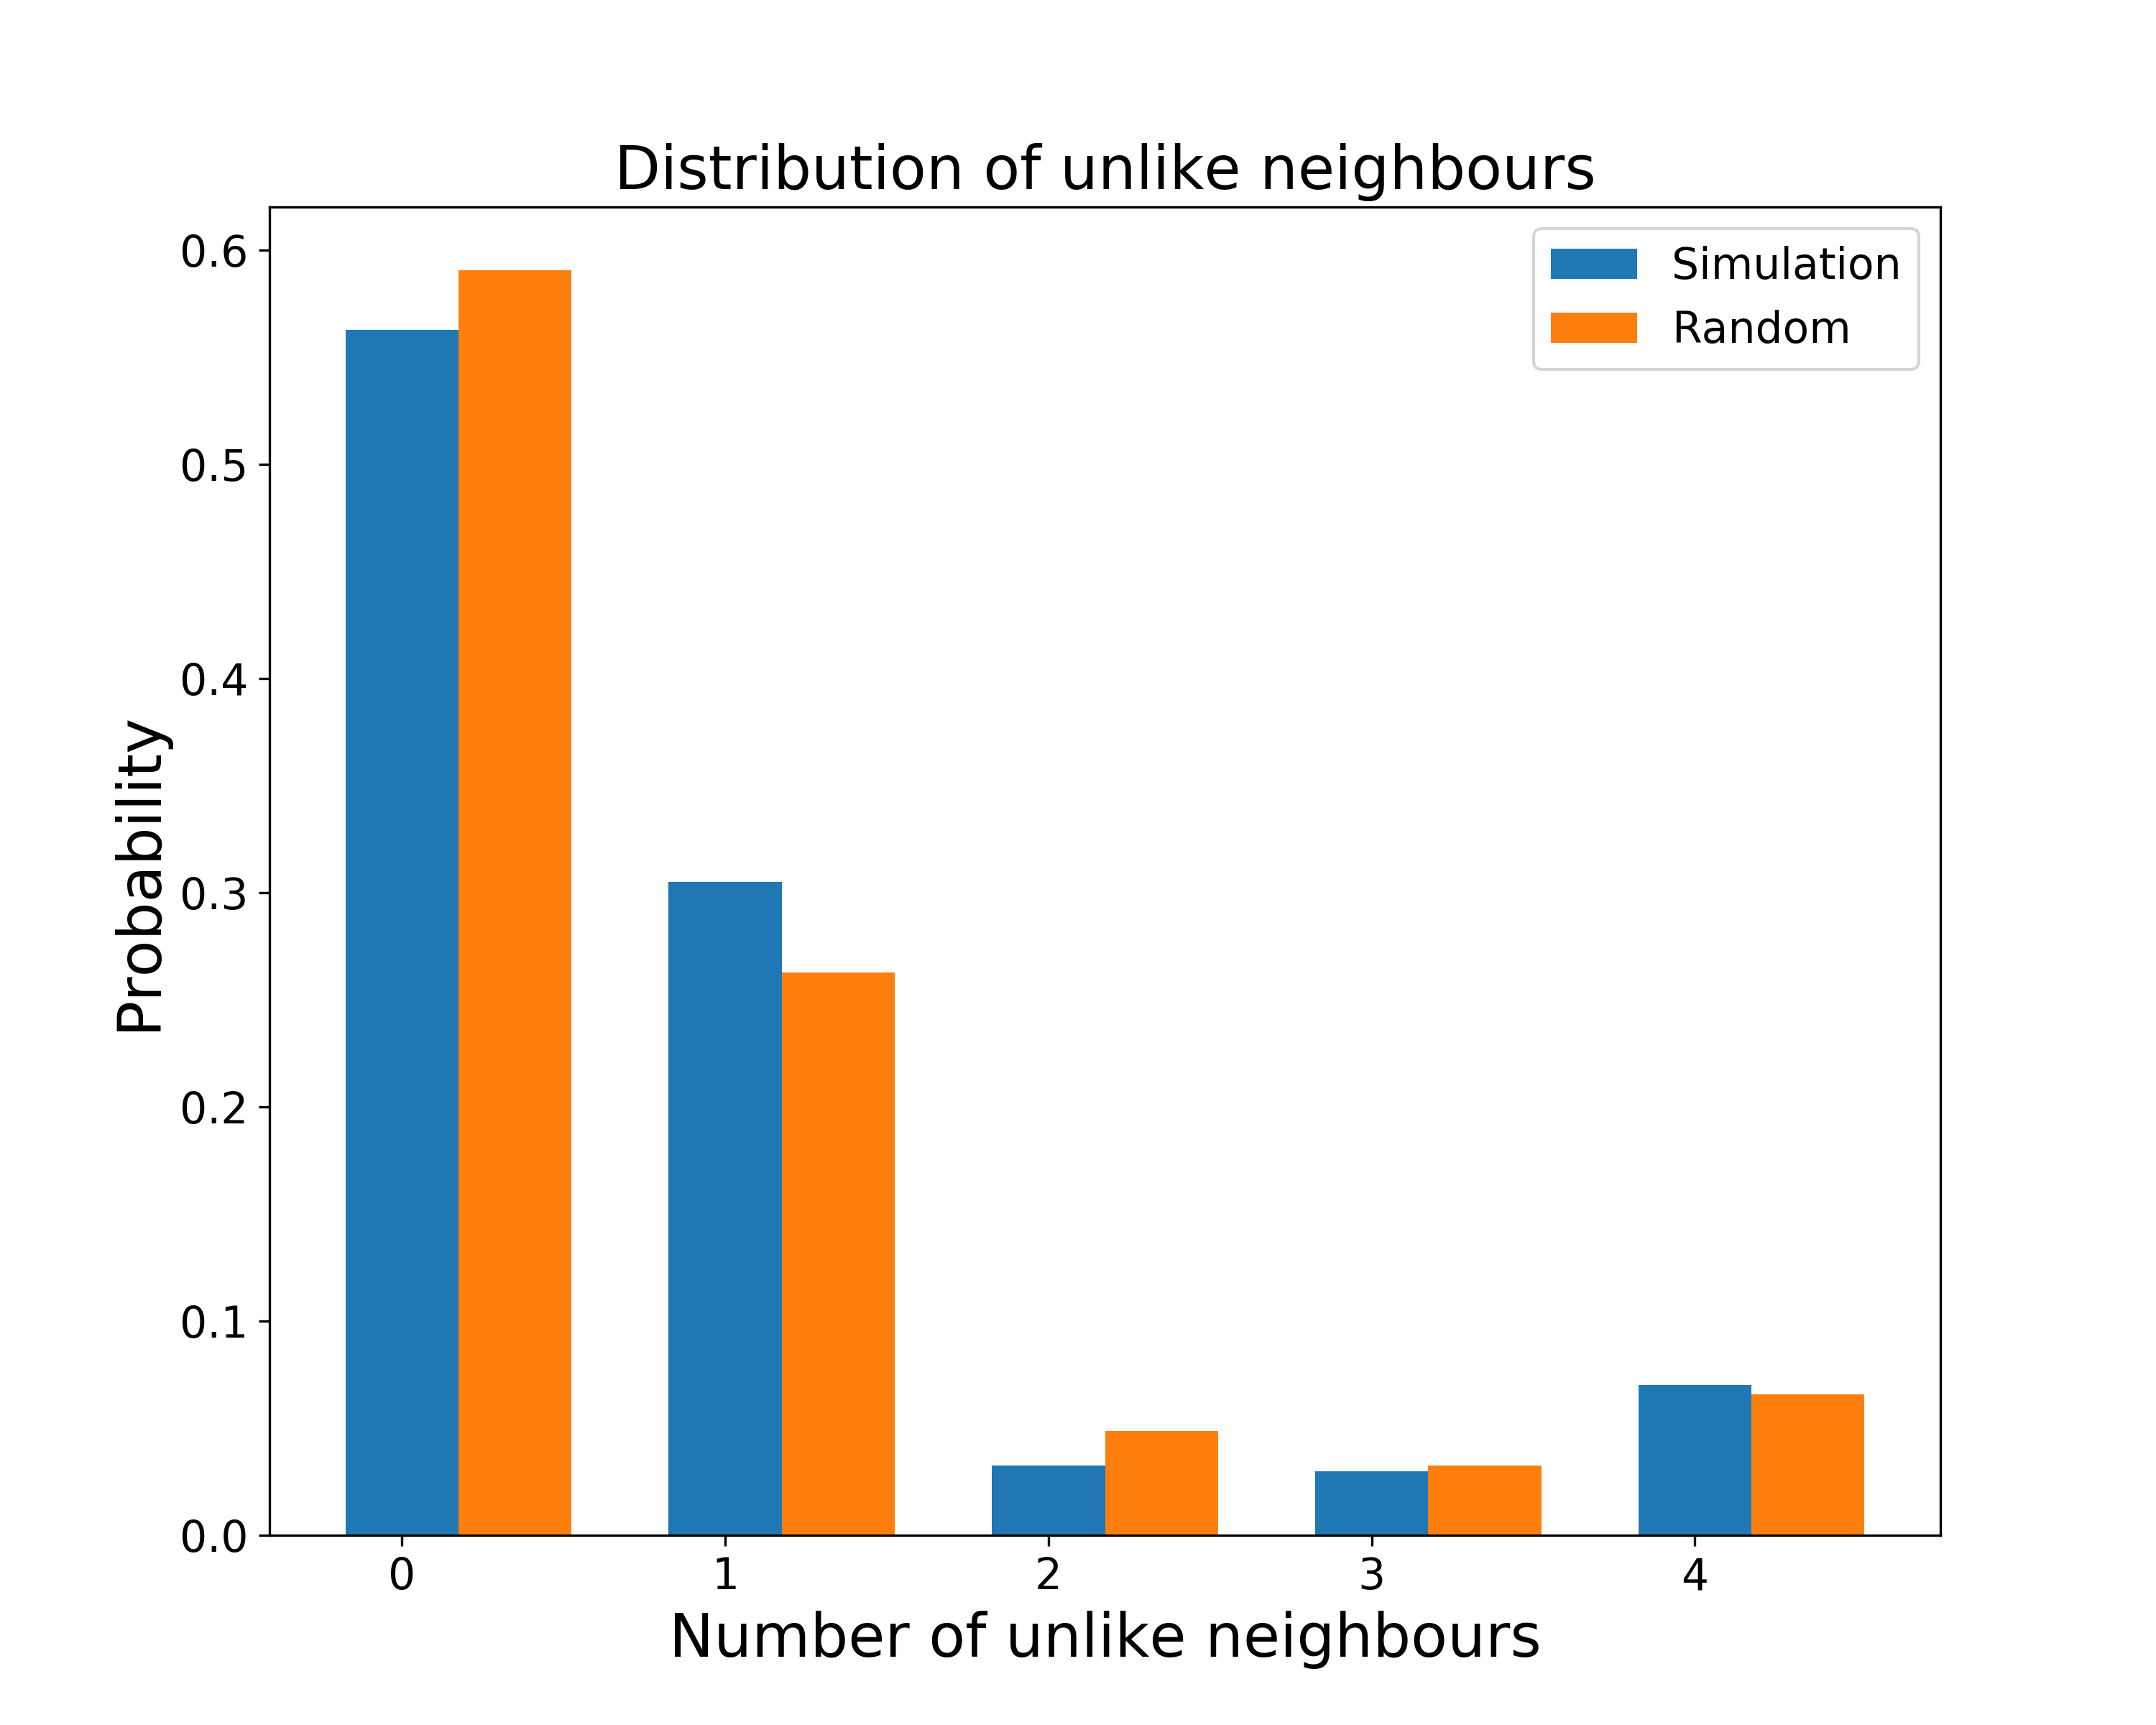 Distribution of unlike neighbours
Simulation
Random
0.6
0.5
0.4
0.3
0.2
0.1
0.0
Probability
0 1 2 3 4
Number of unlike neighbours